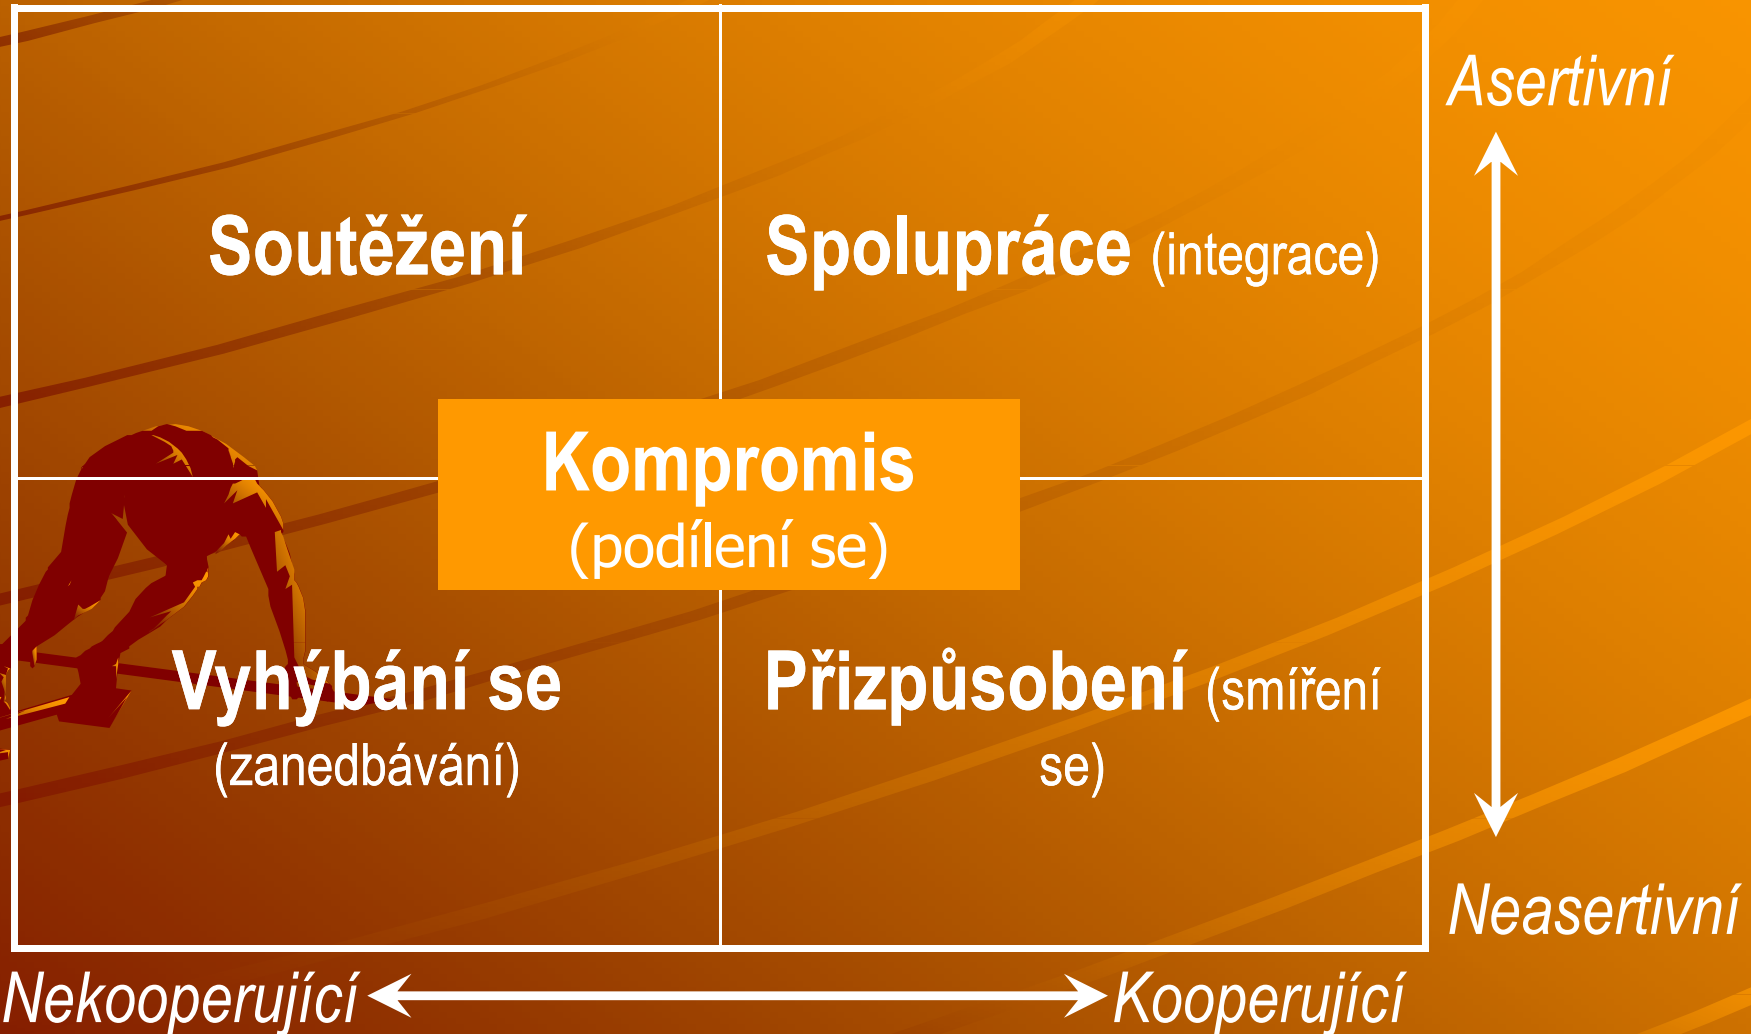 Asertivní
Soutěžení
Spolupráce (integrace)
Kompromis
(podílení se)
Vyhýbání se
(zanedbávání)
Přizpůsobení (smíření
se)
Neasertivní
Nekooperující
Kooperující